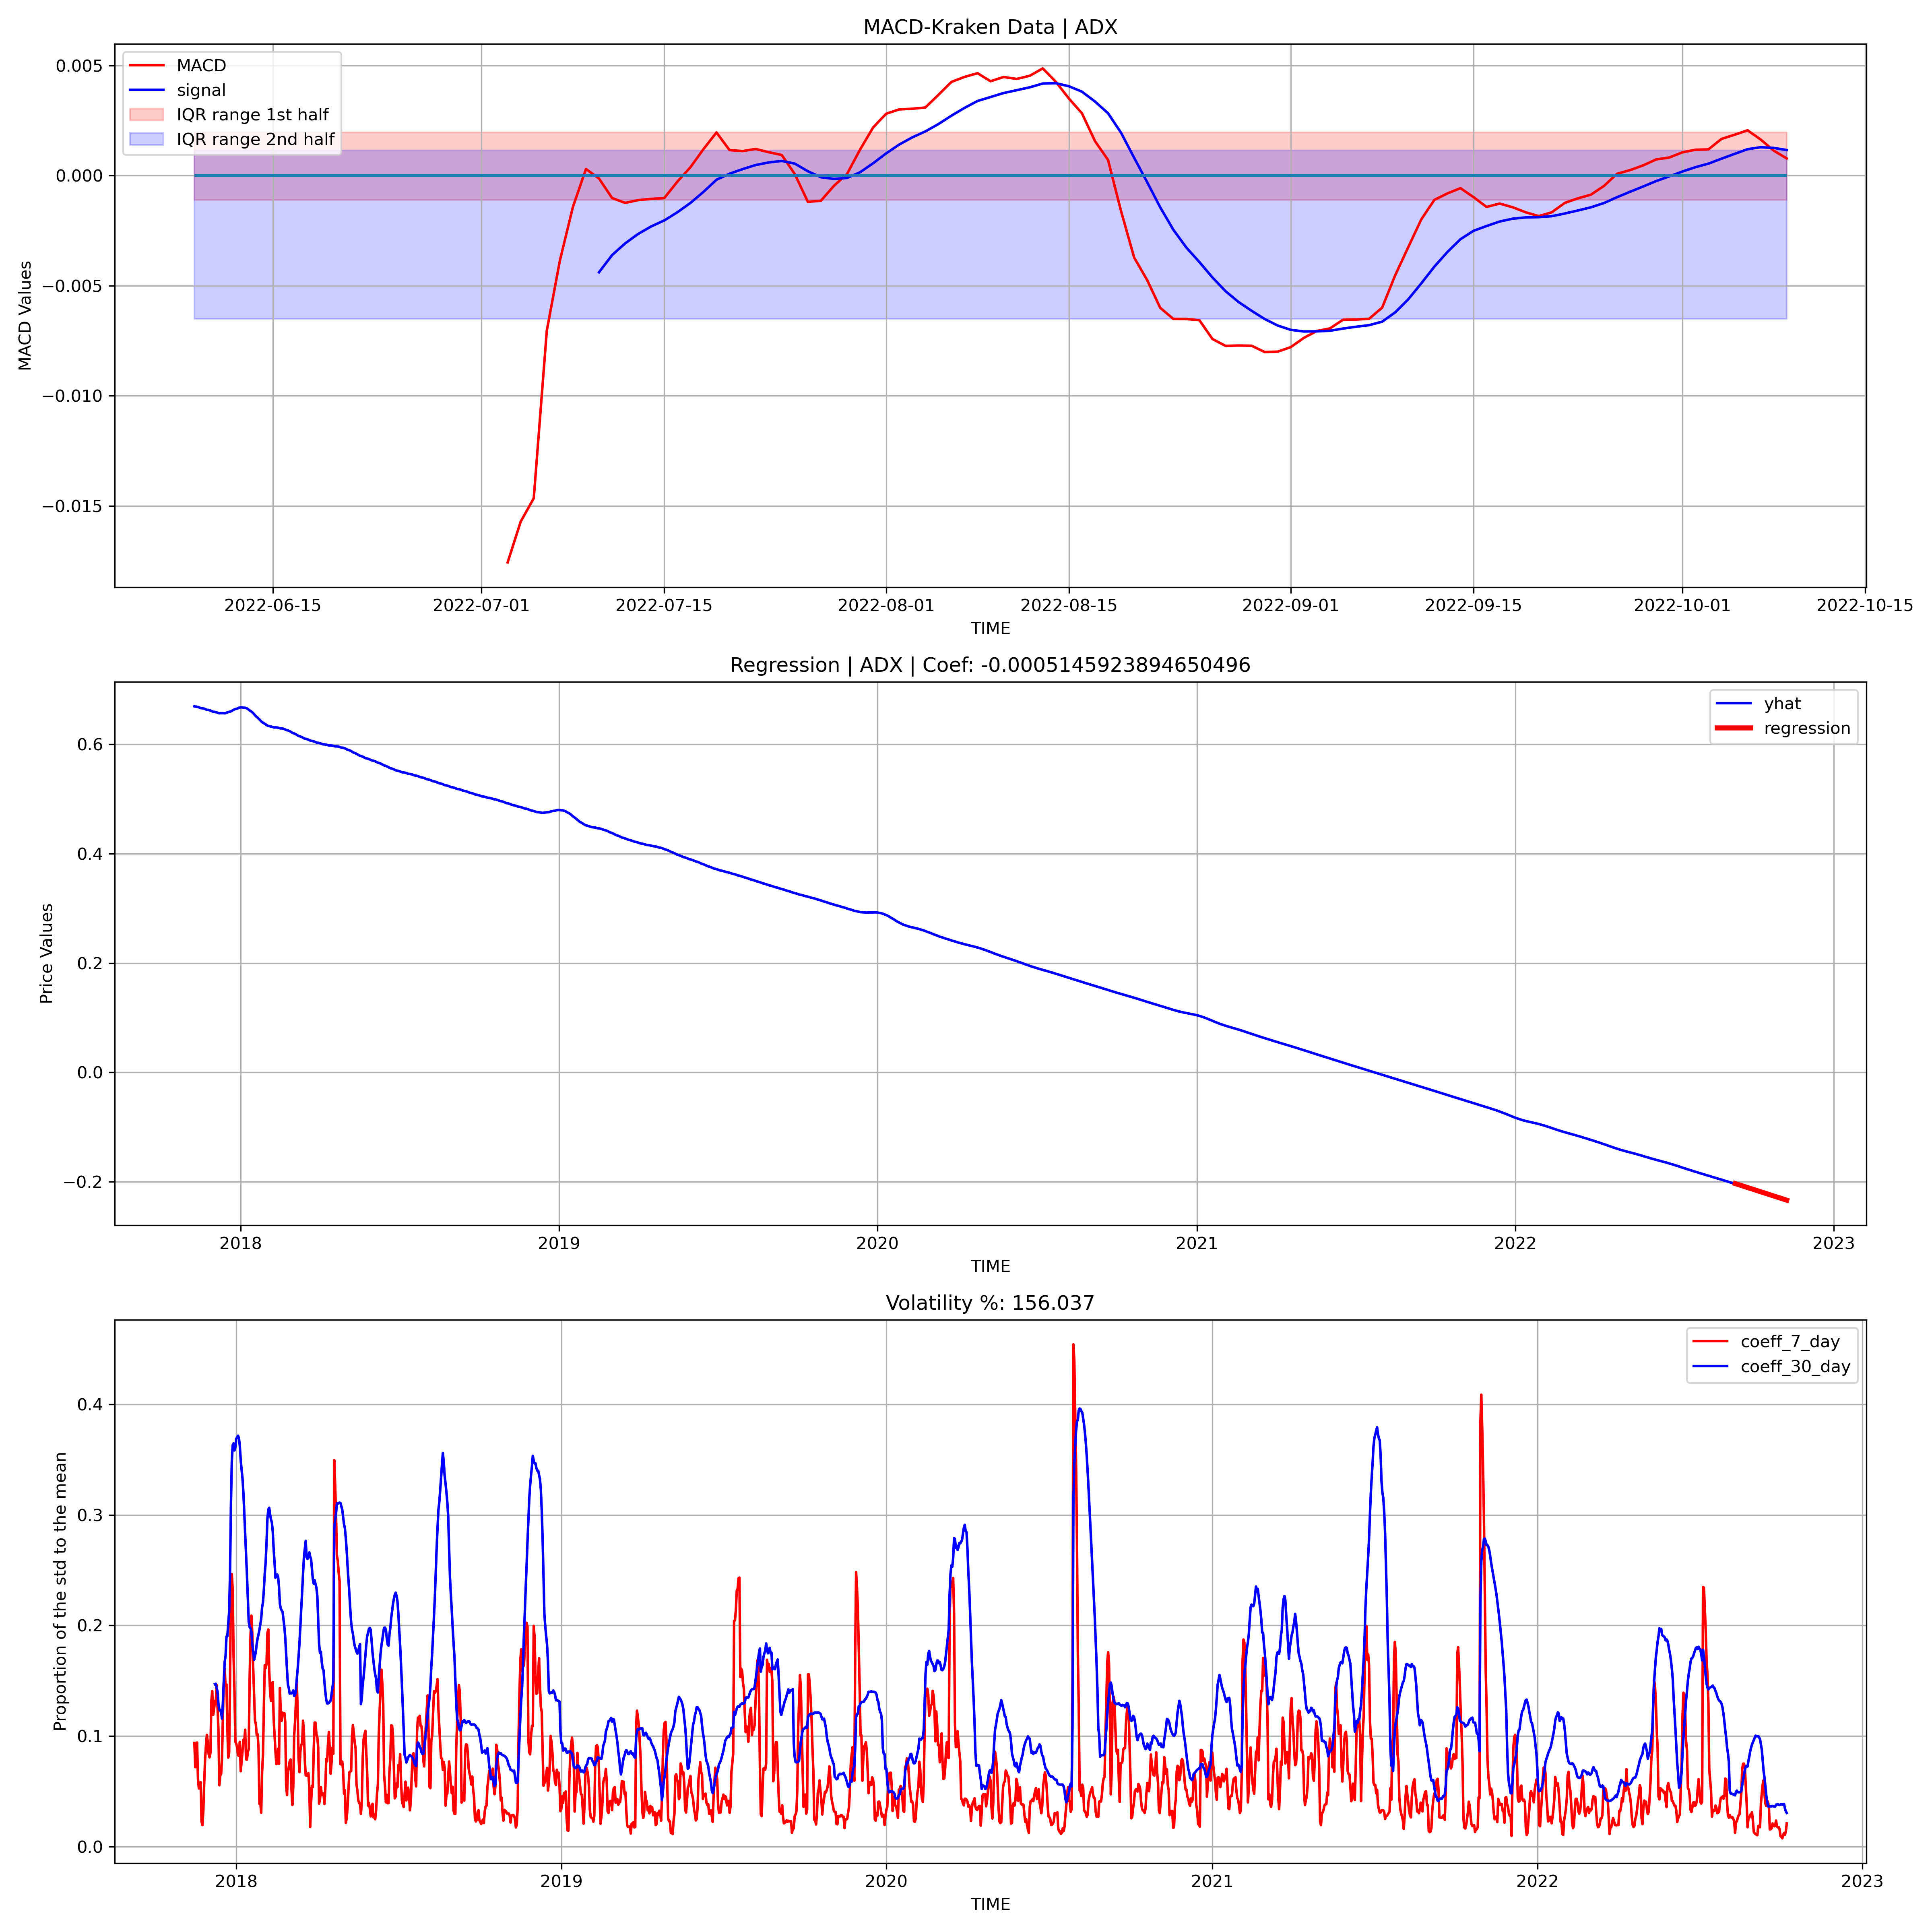 MACD-Kraken Data | ADX
MACD
signal
IQR range 1st half
IQR range 2nd half
0.005
0.000
−0.005
−0.010
−0.015
MACD Values
2022-06-15 2022-07-01 2022-07-15 2022-08-01 2022-08-15 2022-09-01 2022-09-15 2022-10-01 2022-10-15
TIME
Regression | ADX | Coef: -0.0005145923894650496
yhat
regression
0.6
0.4
0.2
0.0
−0.2
Price Values
2018 2019 2020 2021 2022 2023
TIME
Volatility %: 156.037
coeff_7_day
coeff_30_day
0.4
0.3
0.2
0.1
0.0
Proportion of the std to the mean
2018 2019 2020 2021 2022 2023
TIME